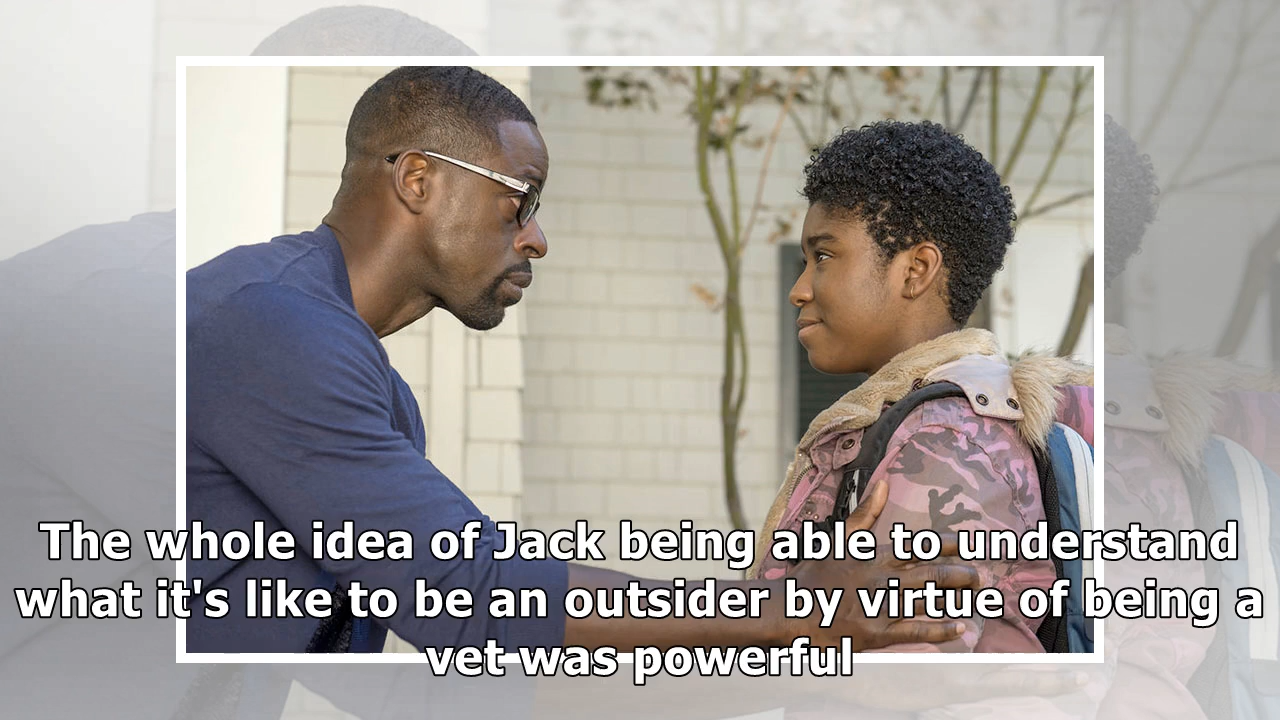 The whole idea of Jack being able to understand
what it's like to be an outsider by virtue of being a
vet was powerful